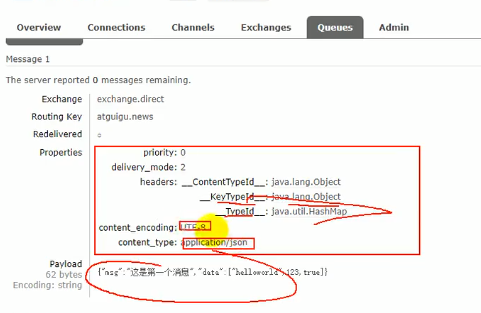 Overview Connections Channels Exchanges Queues Admin
Message 1
The server reported 0 messages remaining.
Exchange exchange.direct
Routing Key atguigu.news
Redelivered ○
Properties priority: 0
delivery_mode: 2
headers: __ContentTypeId__: java.lang.Object
__KeyTypeId__: java.lang.Object
__TypeId__: java.util.HashMap
content_encoding: UTF-8
content_type: application/json
Payload
62 bytes
Encoding: string
{"msg":"这是第一个消息","data":["helloworld",123,true]}